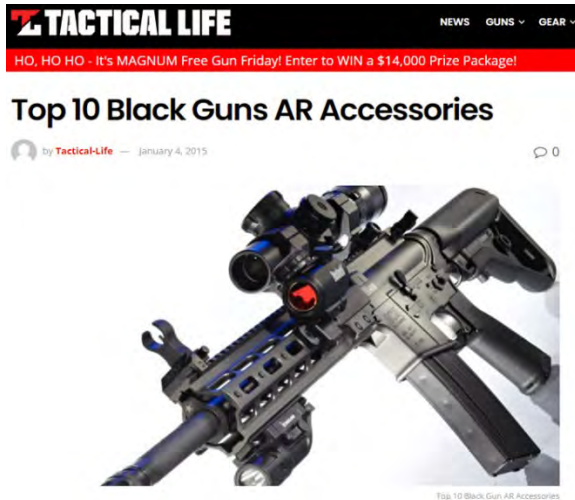 TACTICAL LIFE
NEWS GUNS GEAR
HO, HO HO - It's MAGNUM Free Gun Friday! Enter to WIN a $14,000 Prize Package!
Top 10 Black Guns AR Accessories
by Tactical-Life — January 4, 2015
0
Top 10 Black Gun AR Accessories